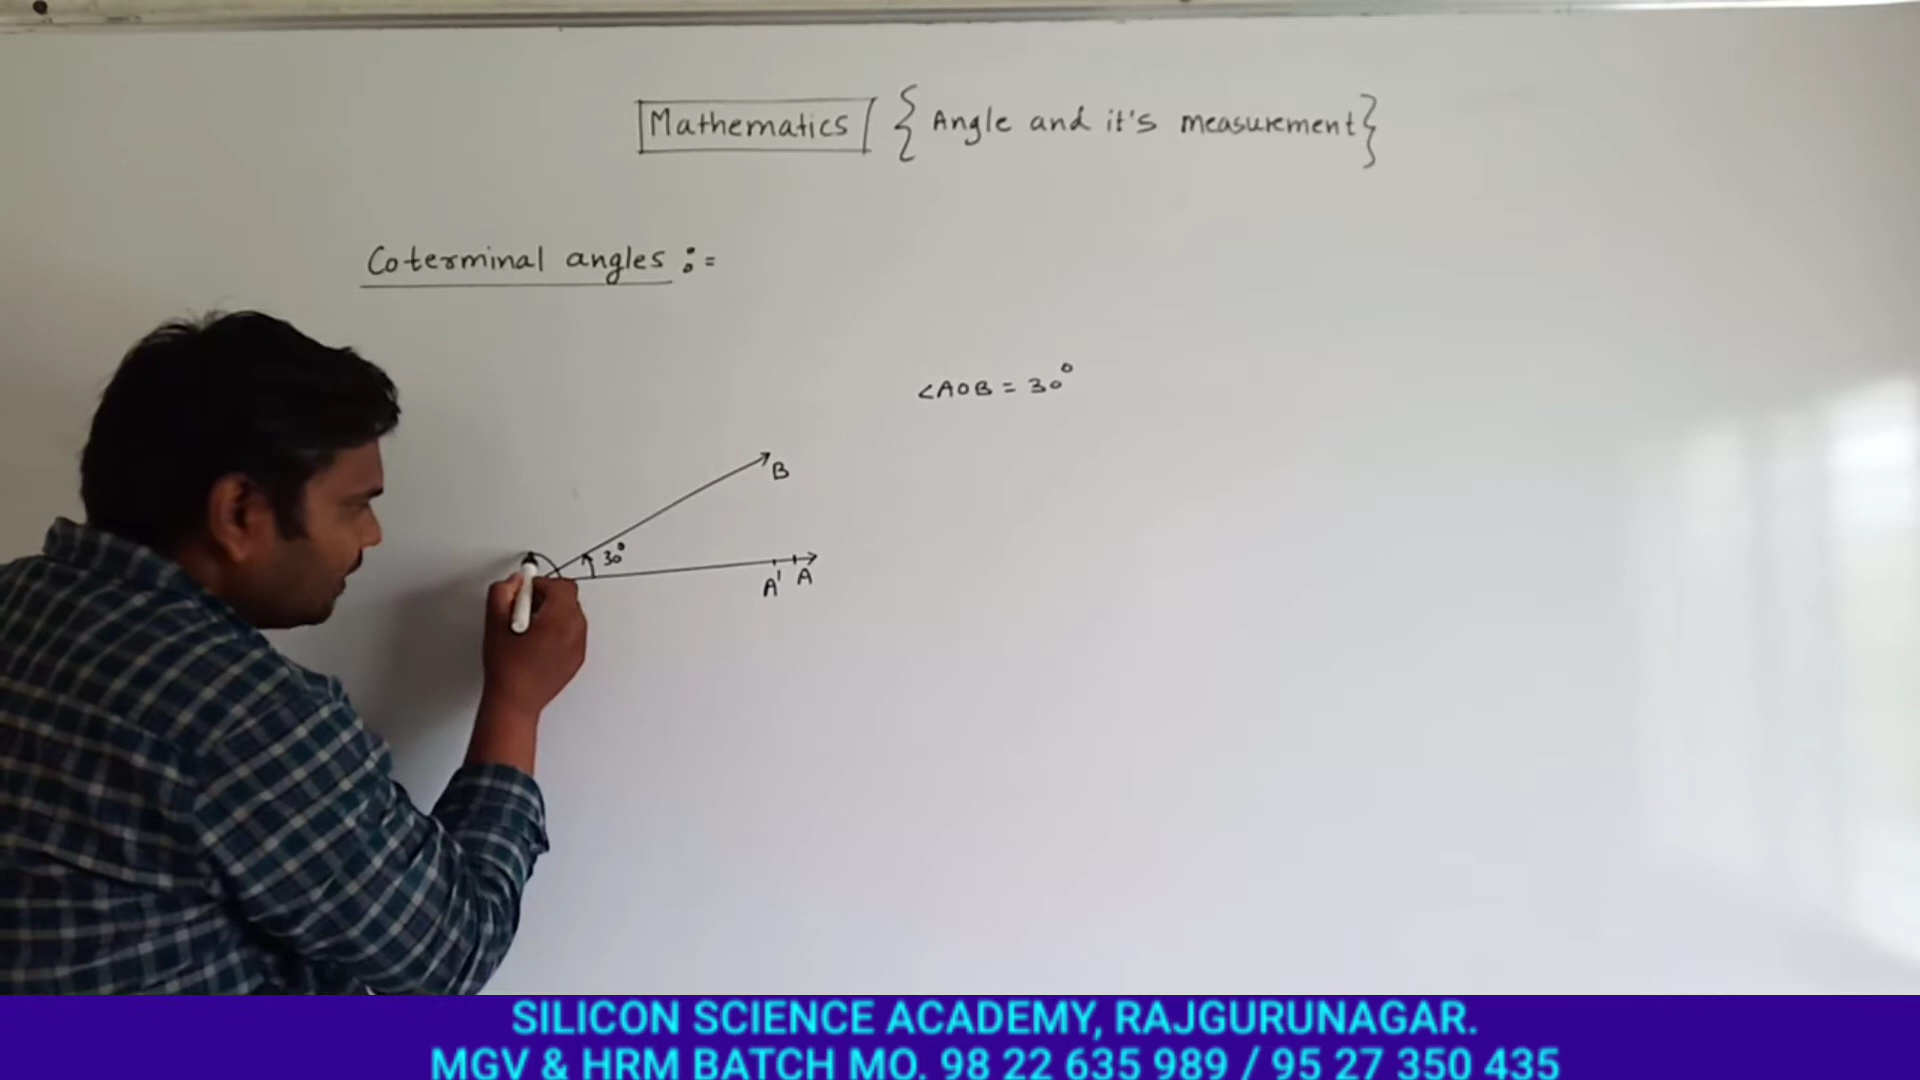 Mathematics { Angle and it's measurement }
Coterminal angles :=
<AOB = 30°
B
30°
A' A
SILICON SCIENCE ACADEMY, RAJGURUNAGAR.
MGV & HRM BATCH MO. 98 22 635 989 / 95 27 350 435